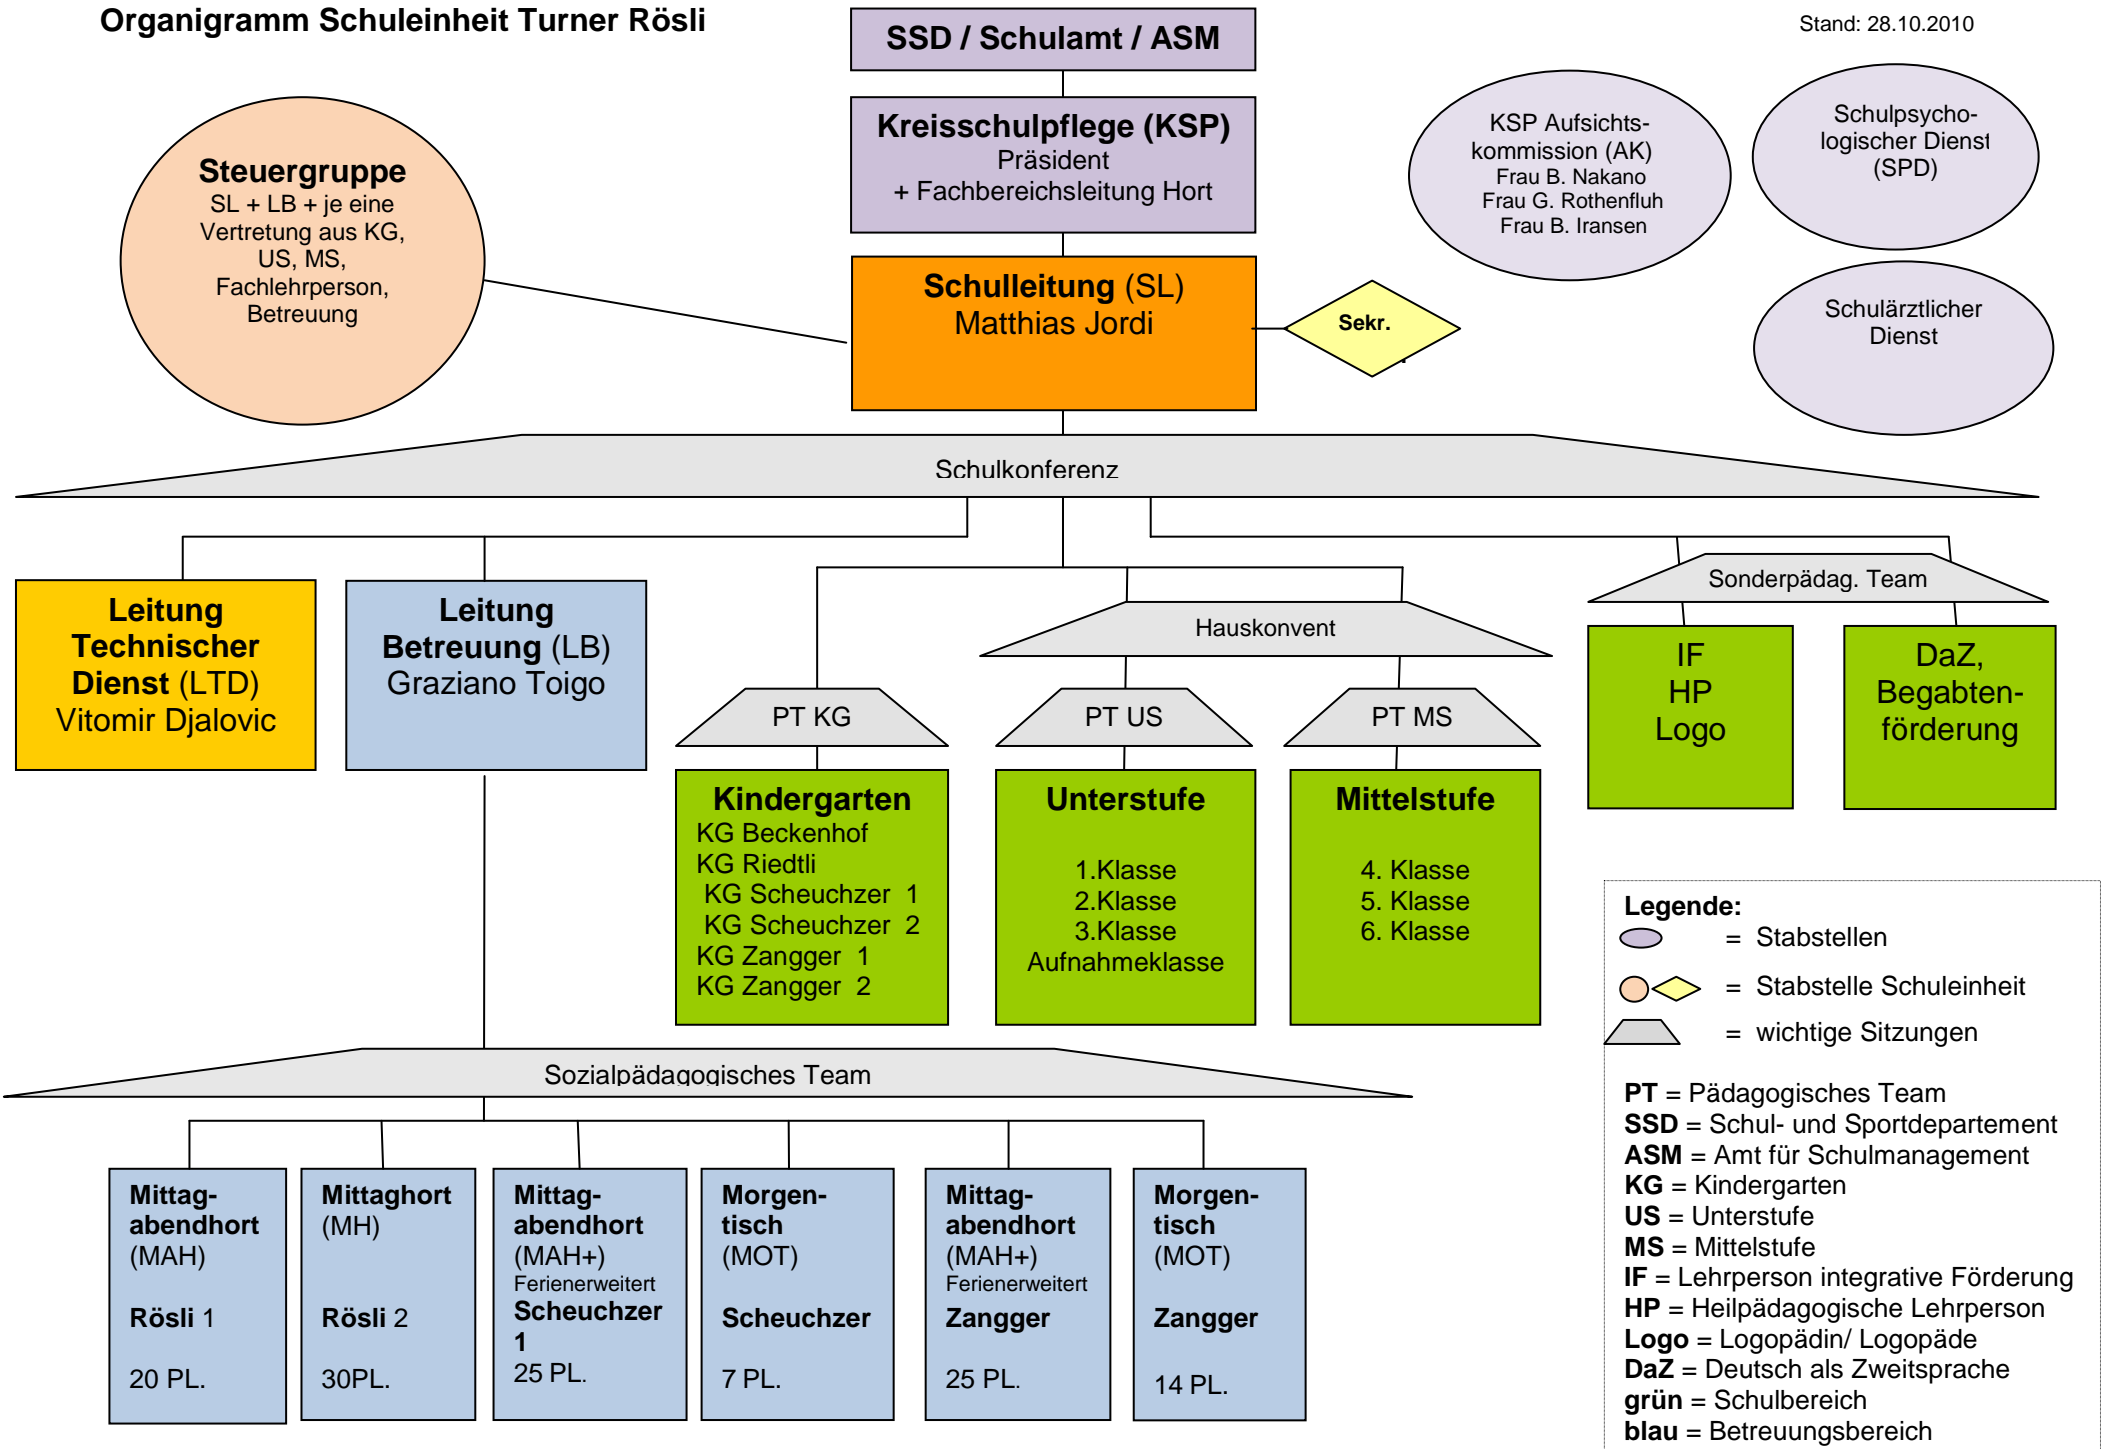 Organigramm Schuleinheit Turner Rösli
Stand: 28.10.2010
SSD / Schulamt / ASM
Kreisschulpflege (KSP)
Präsident
+ Fachbereichsleitung Hort
Steuergruppe
SL + LB + je eine
Vertretung aus KG,
US, MS,
Fachlehrperson,
Betreuung
Schulleitung (SL)
Matthias Jordi
Sekr.
KSP Aufsichts-
kommission (AK)
Frau B. Nakano
Frau G. Rothenfluh
Frau B. Iransen
Schulpsycho-
logischer Dienst
(SPD)
Schulärztlicher
Dienst
Schulkonferenz
Leitung
Technischer
Dienst (LTD)
Vitomir Djalovic
Leitung
Betreuung (LB)
Graziano Toigo
Hauskonvent
PT KG
PT US
PT MS
Sonderpädag. Team
IF
HP
Logo
DaZ,
Begabten-
förderung
Kindergarten
KG Beckenhof
KG Riedtli
KG Scheuchzer 1
KG Scheuchzer 2
KG Zangger 1
KG Zangger 2
Unterstufe
1.Klasse
2.Klasse
3.Klasse
Aufnahmeklasse
Mittelstufe
4. Klasse
5. Klasse
6. Klasse
Sozialpädagogisches Team
Mittag-
abendhort
(MAH)
Rösli 1
20 PL.
Mittaghort
(MH)
Rösli 2
30PL.
Mittag-
abendhort
(MAH+)
Ferienerweitert
Scheuchzer
1
25 PL.
Morgen-
tisch
(MOT)
Scheuchzer
7 PL.
Mittag-
abendhort
(MAH+)
Ferienerweitert
Zangger
25 PL.
Morgen-
tisch
(MOT)
Zangger
14 PL.
Legende:
= Stabstellen
= Stabstelle Schuleinheit
= wichtige Sitzungen
PT = Pädagogisches Team
SSD = Schul- und Sportdepartement
ASM = Amt für Schulmanagement
KG = Kindergarten
US = Unterstufe
MS = Mittelstufe
IF = Lehrperson integrative Förderung
HP = Heilpädagogische Lehrperson
Logo = Logopädin/ Logopäde
DaZ = Deutsch als Zweitsprache
grün = Schulbereich
blau = Betreuungsbereich